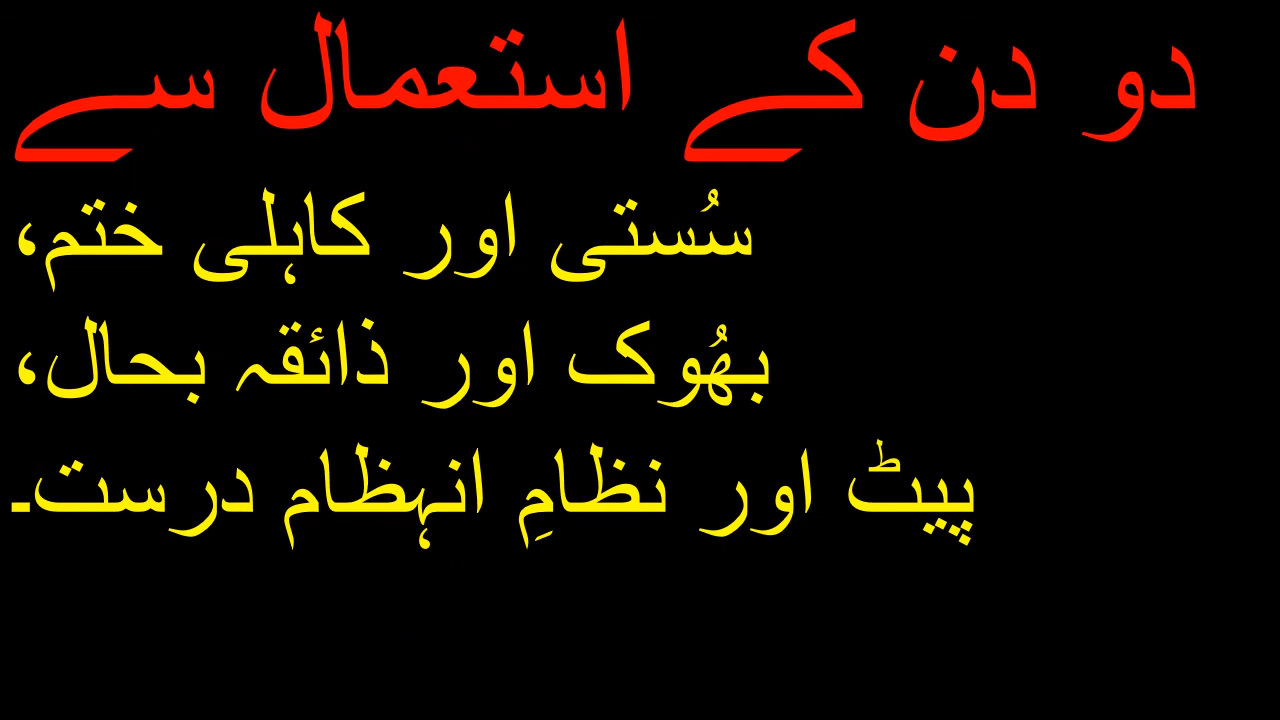 دو دن کے استعمال سے
سُستی اور کاہلی ختم،
بھُوک اور ذائقہ بحال،
پیٹ اور نظامِ انہظام درست۔